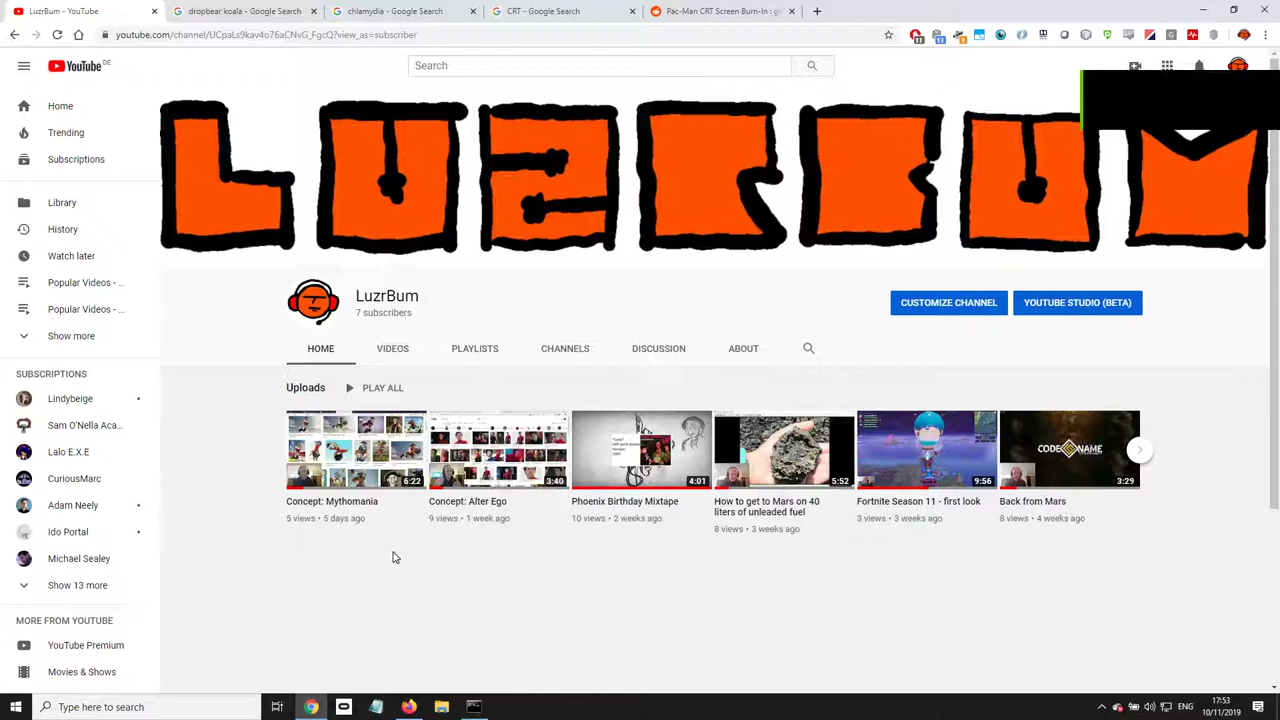 LuzrBum - YouTube
dropbear koala - Google Search
chlamydia - Google Search
CRT - Google Search
Pac-Man CRT Screen Burn-In : ge
youtube.com/channel/UCpaLs9kav4o76aCNvG_FgcQ?view_as=subscriber
YouTube DE
Search
Home
Trending
Subscriptions
Library
History
Watch later
Popular Videos - ...
Popular Videos - ...
Show more
SUBSCRIPTIONS
Lindybeige
Sam O'Nella Aca...
Lalo E.X.E
CuriousMarc
Adam Neely
Ido Portal
Michael Sealey
Show 13 more
MORE FROM YOUTUBE
YouTube Premium
Movies & Shows
LUZRBUM
LuzrBum
7 subscribers
CUSTOMIZE CHANNEL
YOUTUBE STUDIO (BETA)
HOME
VIDEOS
PLAYLISTS
CHANNELS
DISCUSSION
ABOUT
Uploads
PLAY ALL
6:22
Concept: Mythomania
5 views • 5 days ago
3:40
Concept: Alter Ego
9 views • 1 week ago
4:01
Phoenix Birthday Mixtape
10 views • 2 weeks ago
5:52
How to get to Mars on 40
liters of unleaded fuel
8 views • 3 weeks ago
9:56
Fortnite Season 11 - first look
3 views • 3 weeks ago
CODE NAME
3:29
Back from Mars
8 views • 4 weeks ago
Type here to search
ENG
17:53
10/11/2019